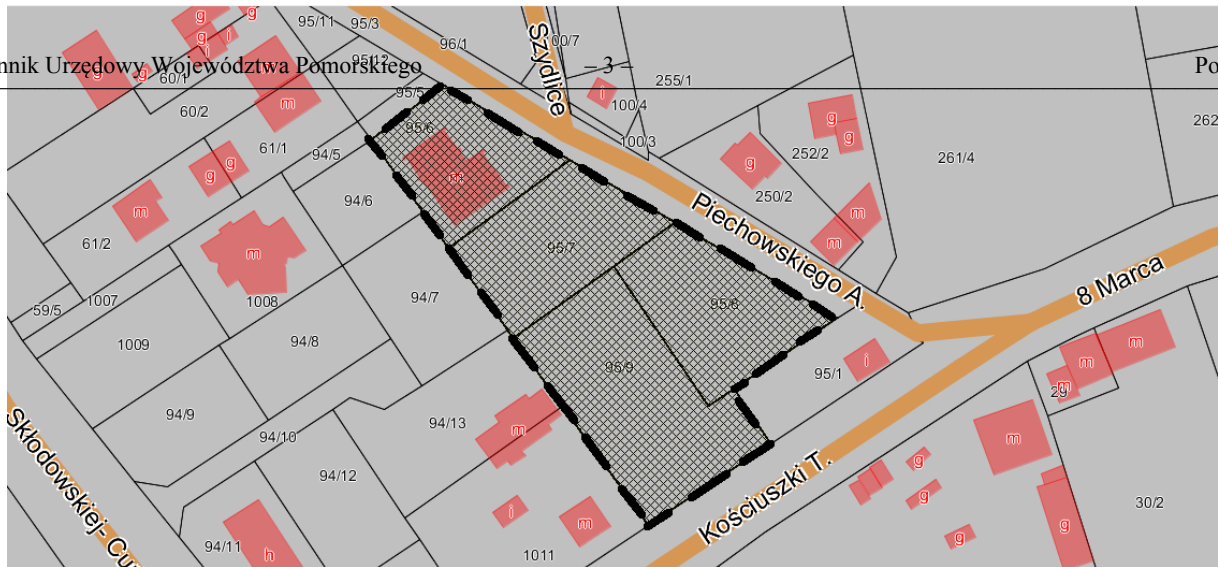 g
g
95/11
95/3
Szydlice
g
i
i
96/1
00/7
nnik Urzędowy Województwa Pomorskiego
– 3 –
Po
g
g
60/1
95/12
255/1
i
95/5
60/2
m
100/4
262
95/6
g
g
61/1
94/5
100/3
252/2
261/4
g
g
g
m
94/6
250/2
m
61/2
m
m
Piechowskiego A.
m
m
95/7
8 Marca
59/5
1007
1008
94/7
95/8
1009
94/8
m
m
95/9
95/1
i
m
29
94/9
94/13
m
94/10
m
Skłodowskiej- Cu
94/12
Kościuszki T.
g
g
30/2
i
m
g
g
94/11
h
1011